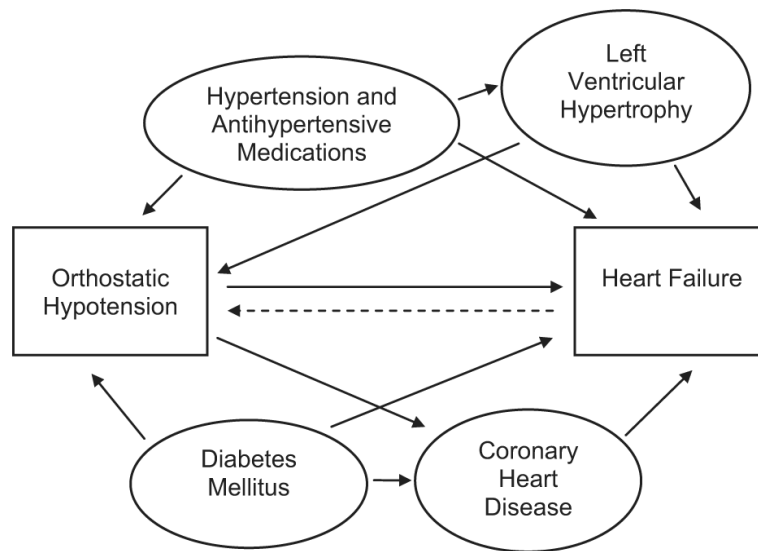 Left
Ventricular
Hypertrophy
Hypertension and
Antihypertensive
Medications
Orthostatic
Hypotension
Heart Failure
Diabetes
Mellitus
Coronary
Heart
Disease